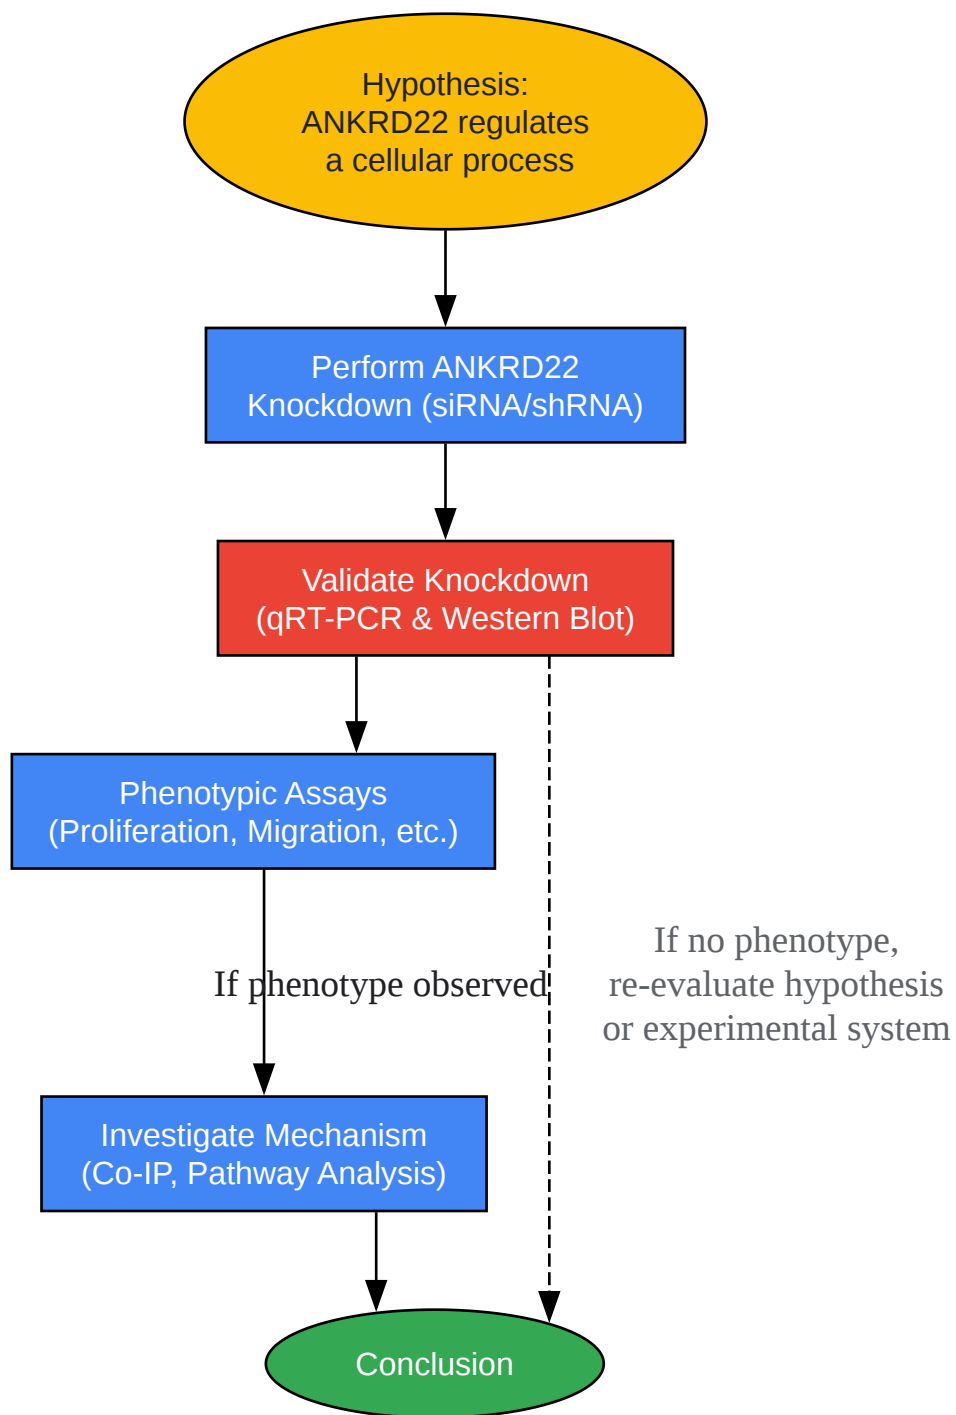 Hypothesis:
ANKRD22 regulates
a cellular process
Perform ANKRD22
Knockdown (siRNA/shRNA)
Validate Knockdown
(qRT-PCR & Western Blot)
Phenotypic Assays
(Proliferation, Migration, etc.)
If phenotype observed
If no phenotype,
re-evaluate hypothesis
or experimental system
Investigate Mechanism
(Co-IP, Pathway Analysis)
Conclusion